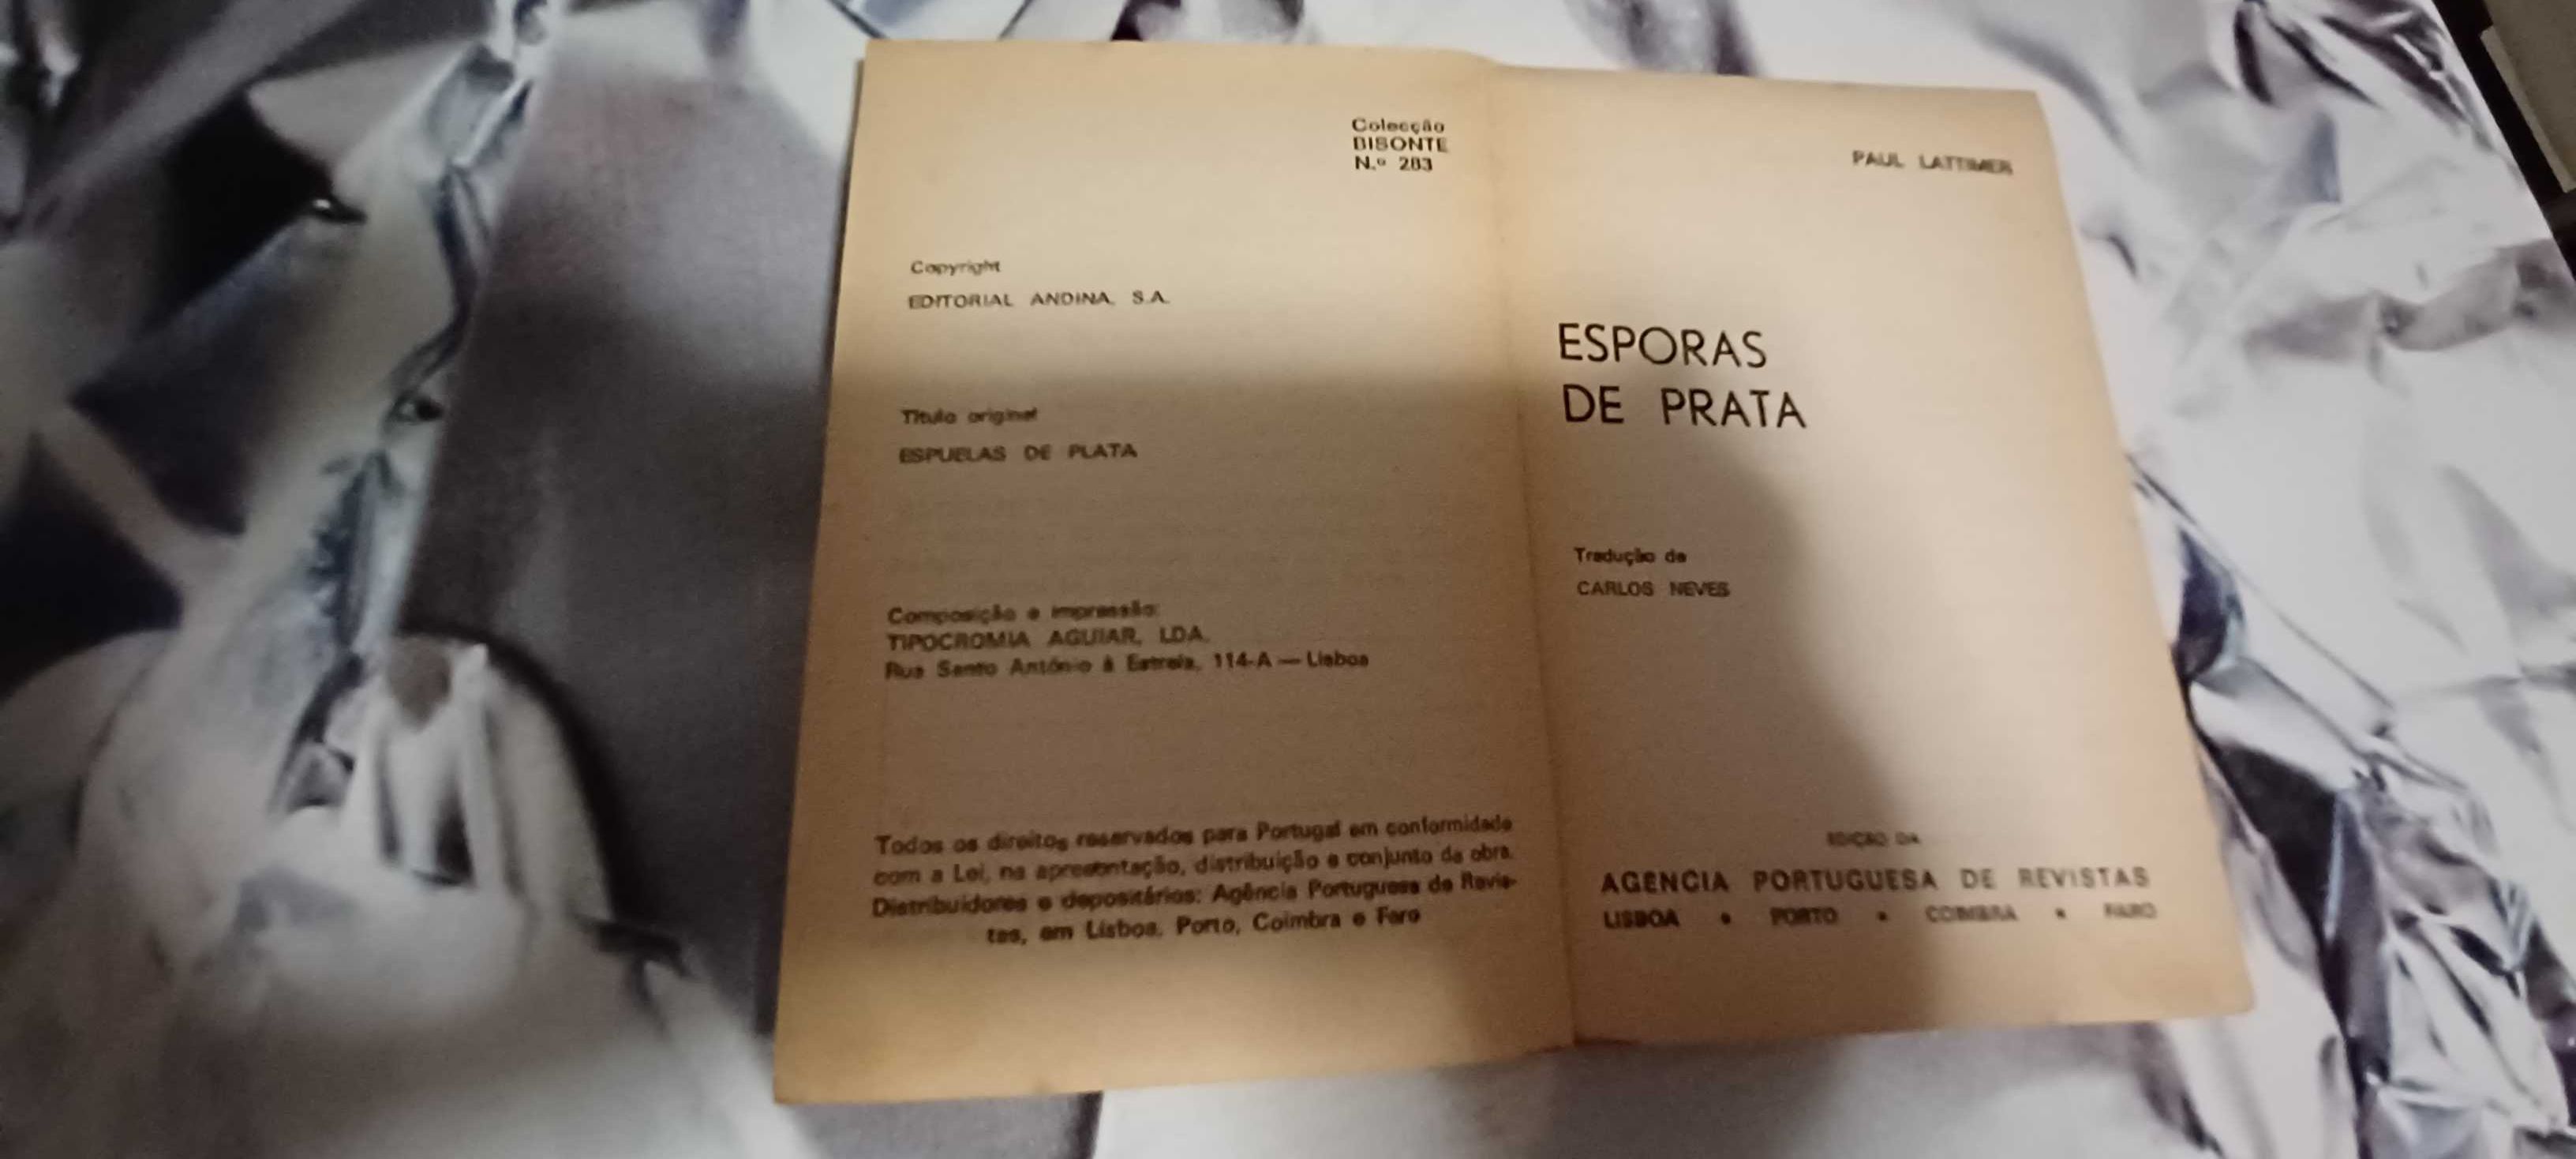 Colecção
BISONTE
N.º 283
Copyright
EDITORIAL ANDINA, S.A.
Título original
ESPUELAS DE PLATA
Composição e impressão:
TIPOCROMIA AGUIAR, LDA.
Rua Santo António à Estrela, 114-A — Lisboa
Todos os direitos reservados para Portugal em conformidade
com a Lei, na apresentação, distribuição e conjunto da obra.
Distribuidores e depositários: Agência Portuguesa de Revis-
tas, em Lisboa, Porto, Coimbra e Faro
PAUL LATTIMER
ESPORAS
DE PRATA
Tradução de
CARLOS NEVES
EDIÇÃO DA
AGÊNCIA PORTUGUESA DE REVISTAS
LISBOA • PORTO • COIMBRA • FARO